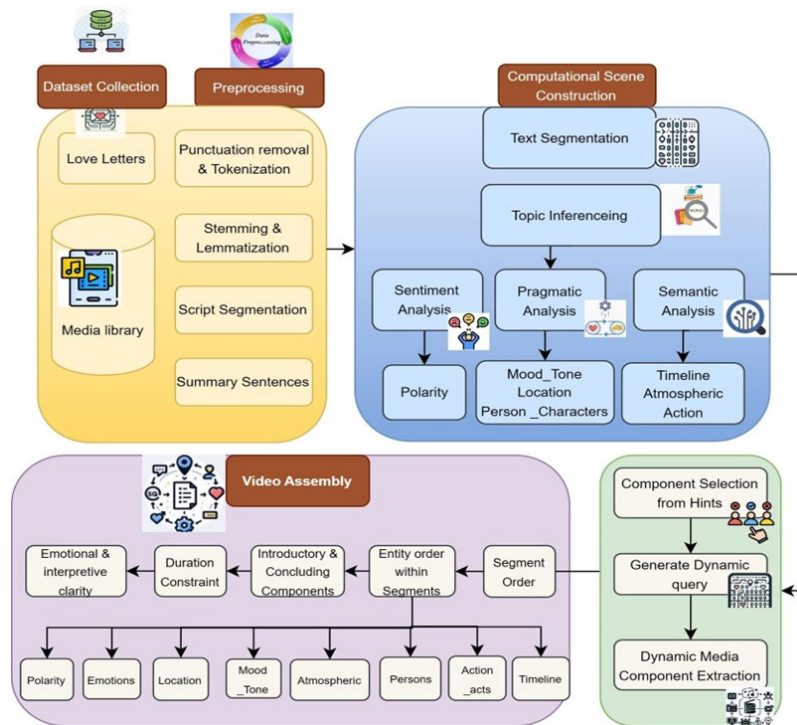 Data
Preprocessing
Dataset Collection
Preprocessing
Love Letters
Media library
Punctuation removal
& Tokenization
Stemming &
Lemmatization
Script Segmentation
Summary Sentences
Computational Scene
Construction
Text Segmentation
Topic Inferenceing
Sentiment
Analysis
Pragmatic
Analysis
Semantic
Analysis
Polarity
Mood_Tone
Location
Person _Characters
Timeline
Atmospheric
Action
Component Selection
from Hints
Generate Dynamic
query
Dynamic Media
Component Extraction
Video Assembly
Emotional &
interpretive clarity
Duration
Constraint
Introductory &
Concluding
Components
Entity order
within
Segments
Segment
Order
Polarity
Emotions
Location
Mood
_Tone
Atmospheric
Persons
Action
_acts
Timeline